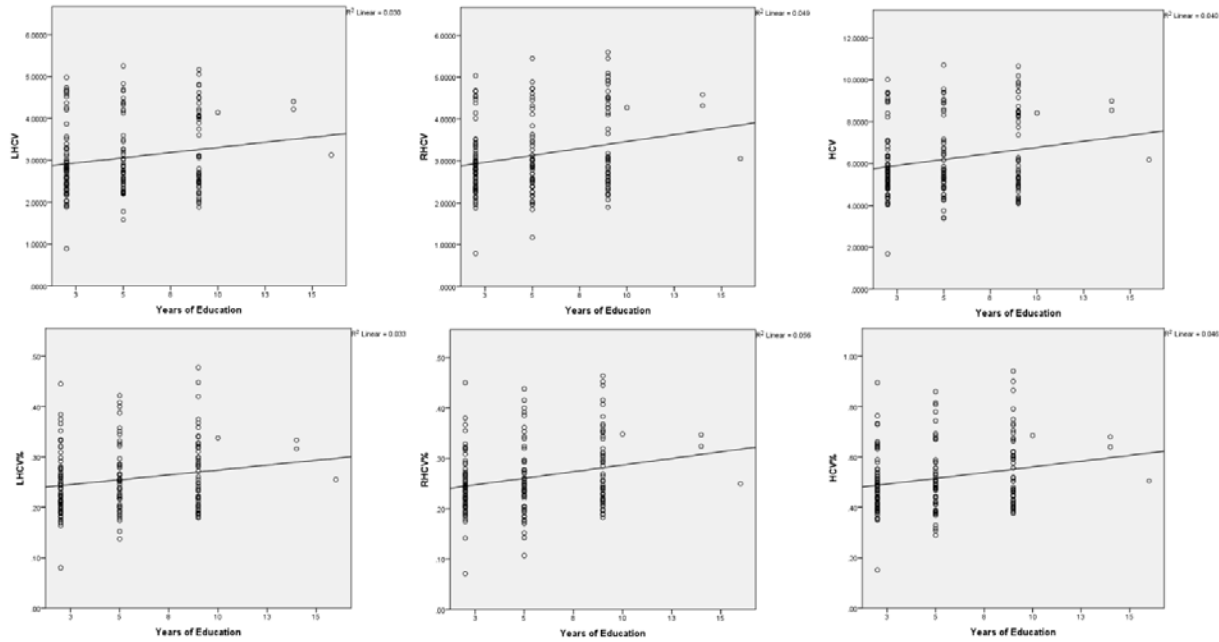 R² Linear = 0.030
LHCV
6.0000
5.0000
4.0000
3.0000
2.0000
1.0000
.0000
3 5 8 10 13 15
Years of Education
R² Linear = 0.049
RHCV
6.0000
5.0000
4.0000
3.0000
2.0000
1.0000
.0000
3 5 8 10 13 15
Years of Education
R² Linear = 0.040
HCV
12.0000
10.0000
8.0000
6.0000
4.0000
2.0000
.0000
3 5 8 10 13 15
Years of Education
R² Linear = 0.033
LHCV%
.50
.40
.30
.20
.10
.00
3 5 8 10 13 15
Years of Education
R² Linear = 0.056
RHCV%
.50
.40
.30
.20
.10
.00
3 5 8 10 13 15
Years of Education
R² Linear = 0.046
HCV%
1.00
.80
.60
.40
.20
.00
3 5 8 10 13 15
Years of Education